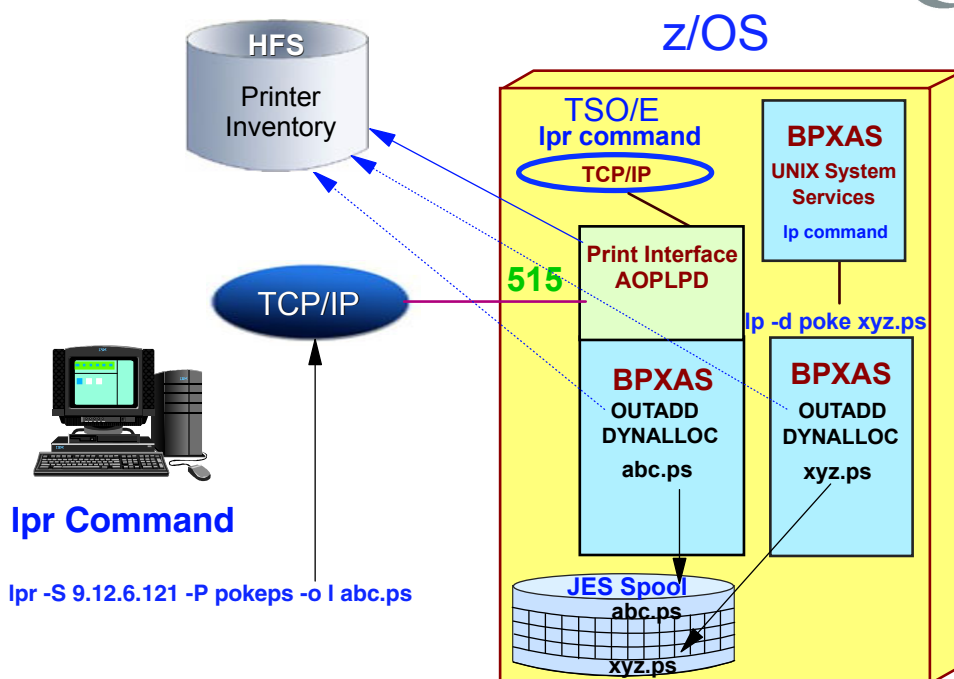 HFS
Printer
Inventory
z/OS
TSO/E
lpr command
TCP/IP
BPXAS
UNIX System
Services
lp command
Print Interface
AOPLPD
515
TCP/IP
lp -d poke xyz.ps
BPXAS
OUTADD
DYNALLOC
abc.ps
BPXAS
OUTADD
DYNALLOC
xyz.ps
lpr Command
lpr -S 9.12.6.121 -P pokeps -o l abc.ps
JES Spool
abc.ps
xyz.ps